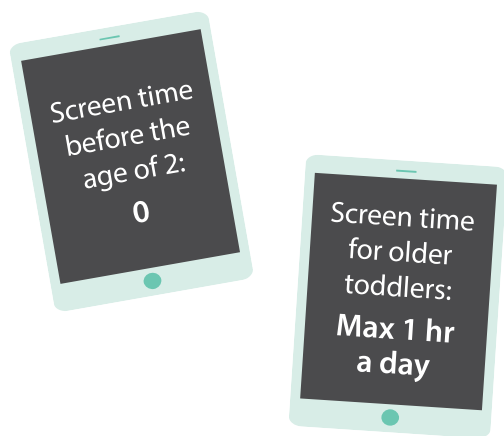 Screen time
before the
age of 2:
0
Screen time
for older
toddlers:
Max 1 hr
a day